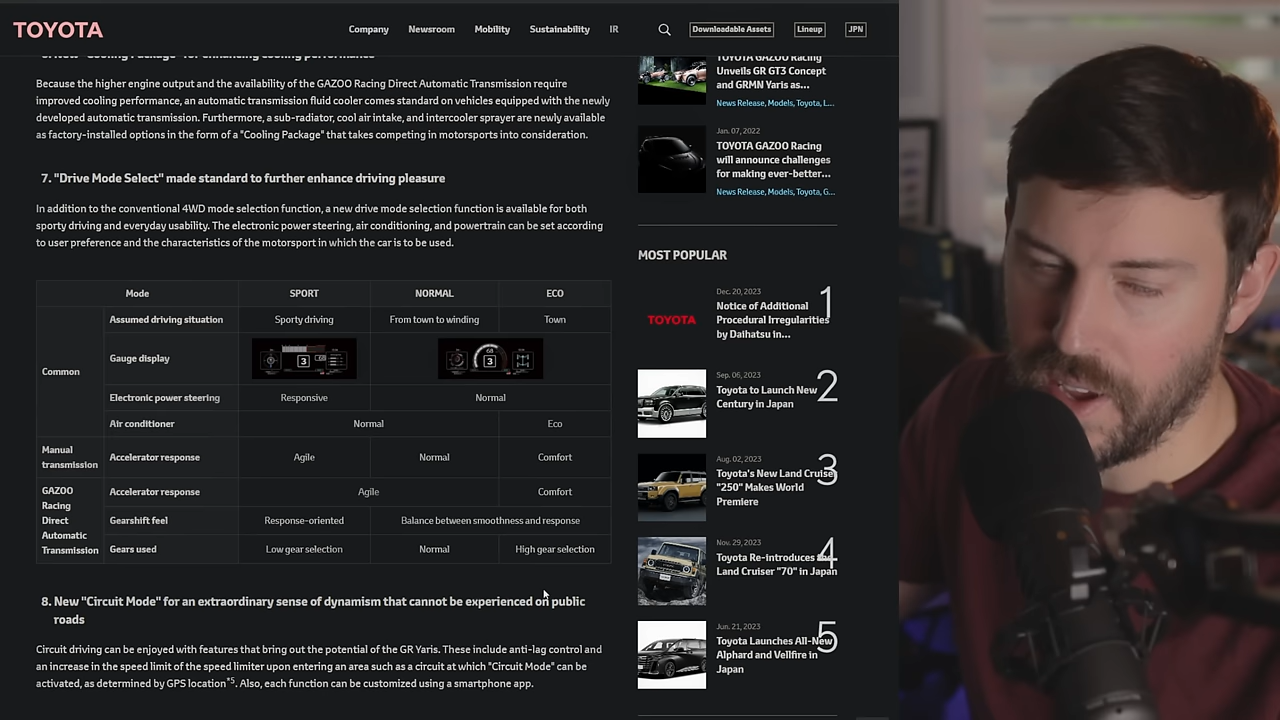 TOYOTA
Company
Newsroom
Mobility
Sustainability
IR
Downloadable Assets
Lineup
JPN
Because the higher engine output and the availability of the GAZOO Racing Direct Automatic Transmission require
improved cooling performance, an automatic transmission fluid cooler comes standard on vehicles equipped with the newly
developed automatic transmission. Furthermore, a sub-radiator, cool air intake, and intercooler sprayer are newly available
as factory-installed options in the form of a "Cooling Package" that takes competing in motorsports into consideration.
7. "Drive Mode Select" made standard to further enhance driving pleasure
In addition to the conventional 4WD mode selection function, a new drive mode selection function is available for both
sporty driving and everyday usability. The electronic power steering, air conditioning, and powertrain can be set according
to user preference and the characteristics of the motorsport in which the car is to be used.
Mode
SPORT
NORMAL
ECO
Common
Assumed driving situation
Sporty driving
From town to winding
Town
Gauge display
3
3
Electronic power steering
Responsive
Normal
Air conditioner
Normal
Eco
Manual
transmission
Accelerator response
Agile
Normal
Comfort
GAZOO
Racing
Direct
Automatic
Transmission
Accelerator response
Agile
Comfort
Gearshift feel
Response-oriented
Balance between smoothness and response
Gears used
Low gear selection
Normal
High gear selection
8. New "Circuit Mode" for an extraordinary sense of dynamism that cannot be experienced on public
roads
Circuit driving can be enjoyed with features that bring out the potential of the GR Yaris. These include anti-lag control and
an increase in the speed limit of the speed limiter upon entering an area such as a circuit at which "Circuit Mode" can be
activated, as determined by GPS location*5. Also, each function can be customized using a smartphone app.
TOYOTA GAZOO Racing
Unveils GR GT3 Concept
and GRMN Yaris as...
News Release, Models, Toyota, L...
Jan. 07, 2022
TOYOTA GAZOO Racing
will announce challenges
for making ever-better...
News Release, Models, Toyota, G...
MOST POPULAR
TOYOTA
Dec. 20, 2023
Notice of Additional
Procedural Irregularities
by Daihatsu in...
1
Sep. 06, 2023
Toyota to Launch New
Century in Japan
2
Aug. 02, 2023
Toyota's New Land Cruiser
"250" Makes World
Premiere
3
Nov. 29, 2023
Toyota Re-introduces the
Land Cruiser "70" in Japan
4
Jun. 21, 2023
Toyota Launches All-New
Alphard and Vellfire in
Japan
5